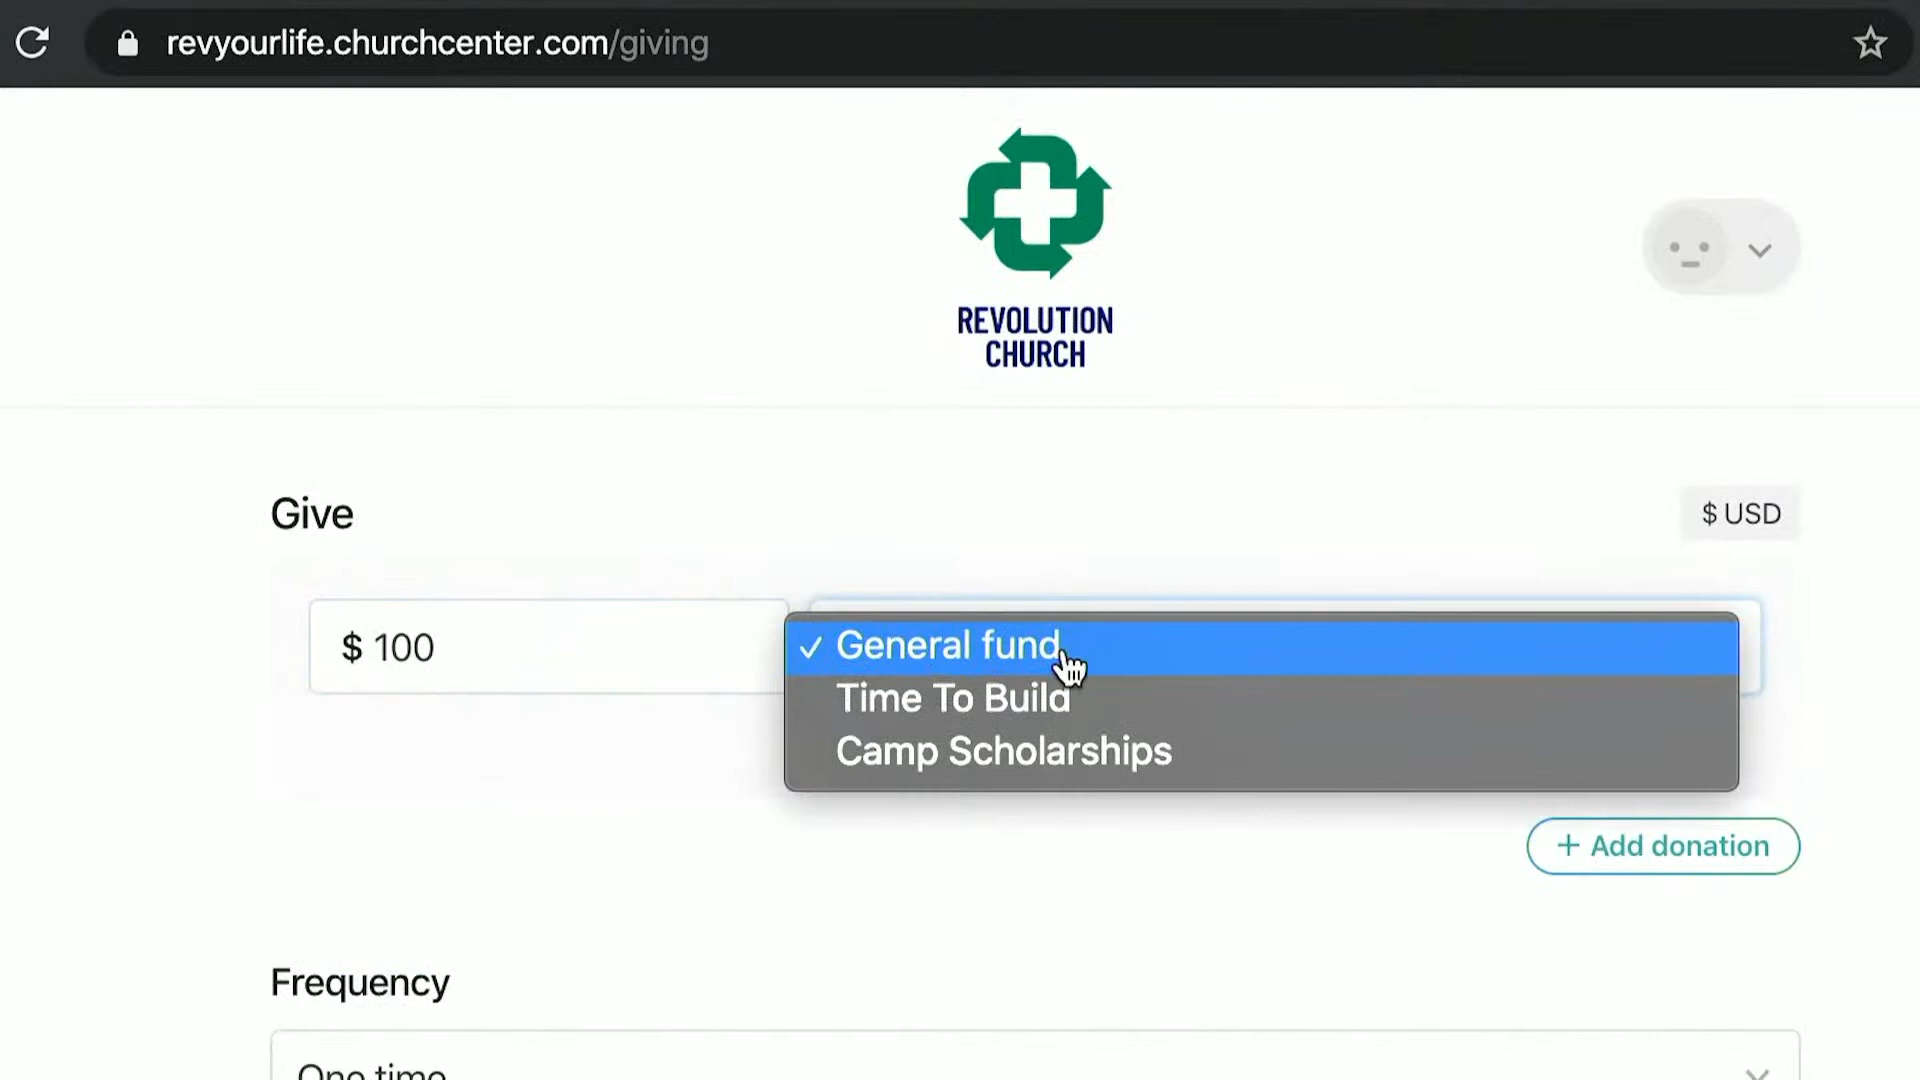 revyourlife.churchcenter.com/giving
REVOLUTION
CHURCH
Give
$ USD
$ 100
✓ General fund
Time To Build
Camp Scholarships
+ Add donation
Frequency
One time